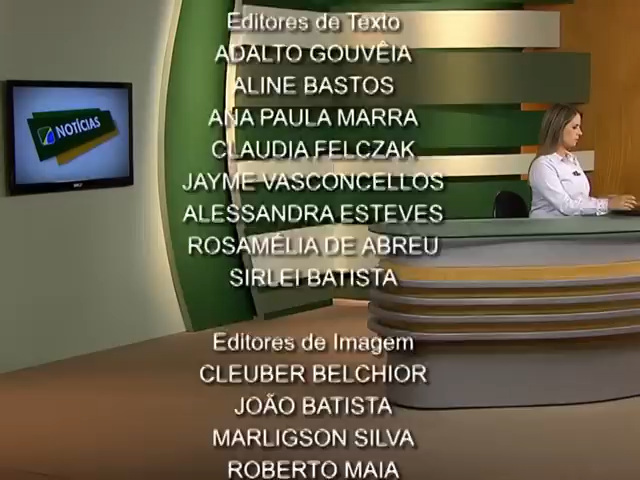 NOTÍCIAS
Editores de Texto
ADALTO GOUVÊIA
ALINE BASTOS
ANA PAULA MARRA
CLAUDIA FELCZAK
JAYME VASCONCELLOS
ALESSANDRA ESTEVES
ROSAMÉLIA DE ABREU
SIRLEI BATISTA
Editores de Imagem
CLEUBER BELCHIOR
JOÃO BATISTA
MARLIGSON SILVA
ROBERTO MAIA